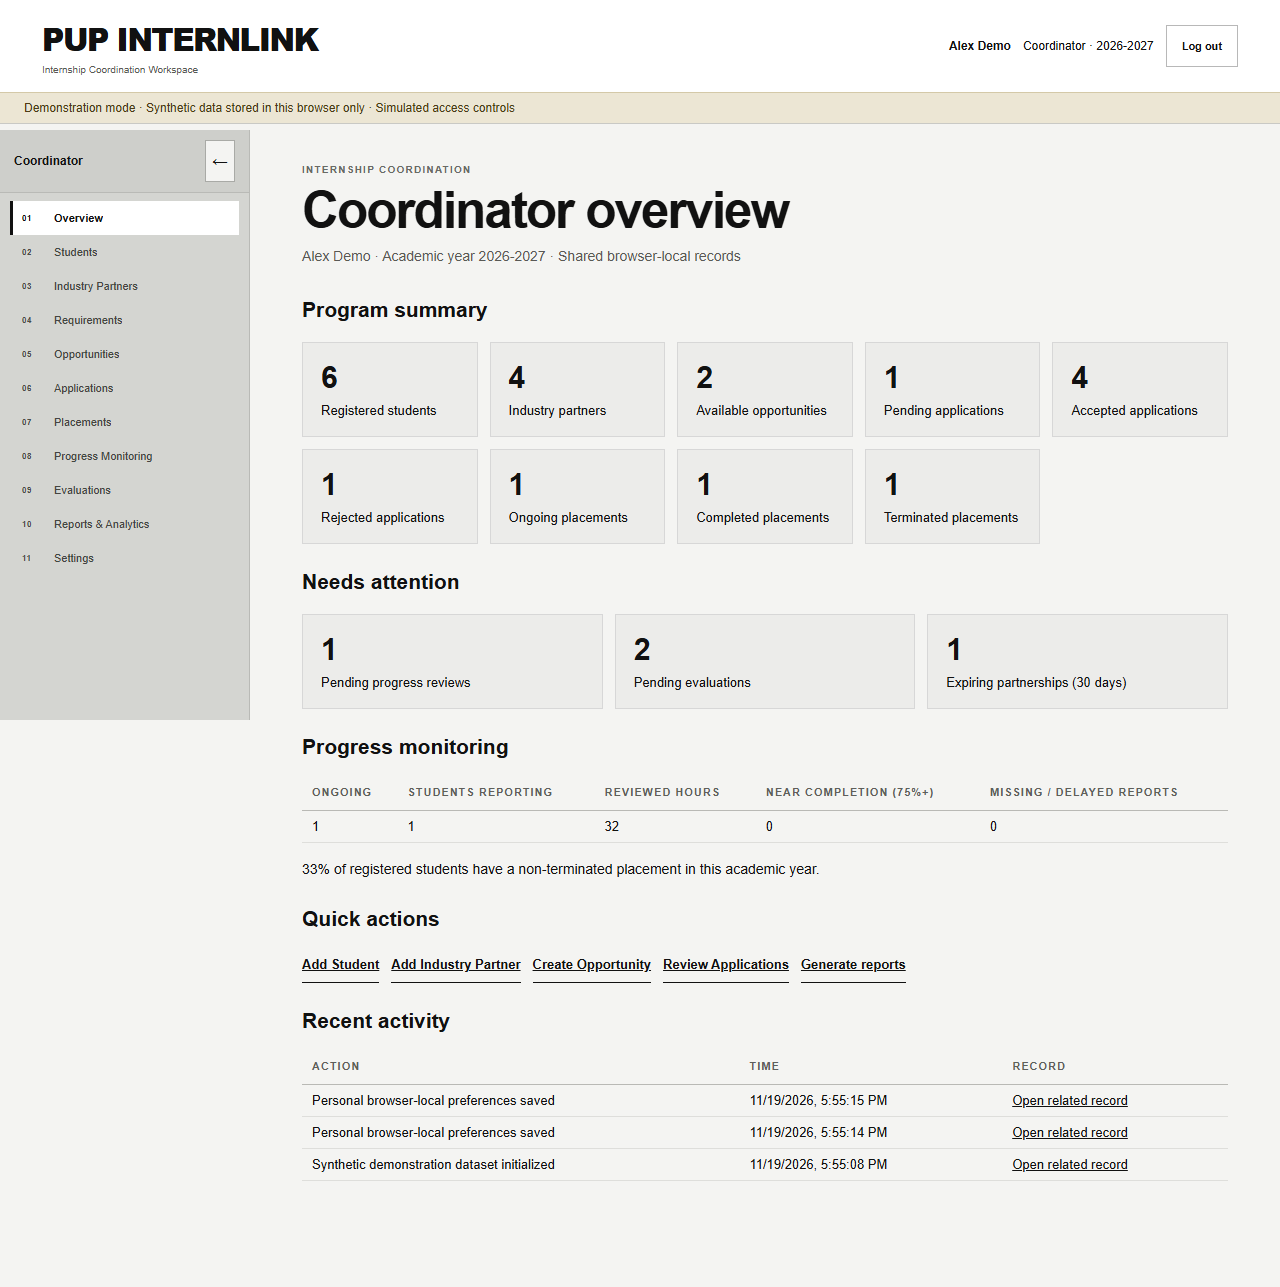 PUP INTERNLINK
Internship Coordination Workspace
Alex Demo Coordinator · 2026-2027 Log out
Demonstration mode · Synthetic data stored in this browser only · Simulated access controls
Coordinator ←
01 Overview
02 Students
03 Industry Partners
04 Requirements
05 Opportunities
06 Applications
07 Placements
08 Progress Monitoring
09 Evaluations
10 Reports & Analytics
11 Settings
INTERNSHIP COORDINATION
Coordinator overview
Alex Demo · Academic year 2026-2027 · Shared browser-local records
Program summary
6
Registered students
4
Industry partners
2
Available opportunities
1
Pending applications
4
Accepted applications
1
Rejected applications
1
Ongoing placements
1
Completed placements
1
Terminated placements
Needs attention
1
Pending progress reviews
2
Pending evaluations
1
Expiring partnerships (30 days)
Progress monitoring
ONGOING STUDENTS REPORTING REVIEWED HOURS NEAR COMPLETION (75%+) MISSING / DELAYED REPORTS
1 1 32 0 0
33% of registered students have a non-terminated placement in this academic year.
Quick actions
Add Student Add Industry Partner Create Opportunity Review Applications Generate reports
Recent activity
ACTION TIME RECORD
Personal browser-local preferences saved 11/19/2026, 5:55:15 PM Open related record
Personal browser-local preferences saved 11/19/2026, 5:55:14 PM Open related record
Synthetic demonstration dataset initialized 11/19/2026, 5:55:08 PM Open related record